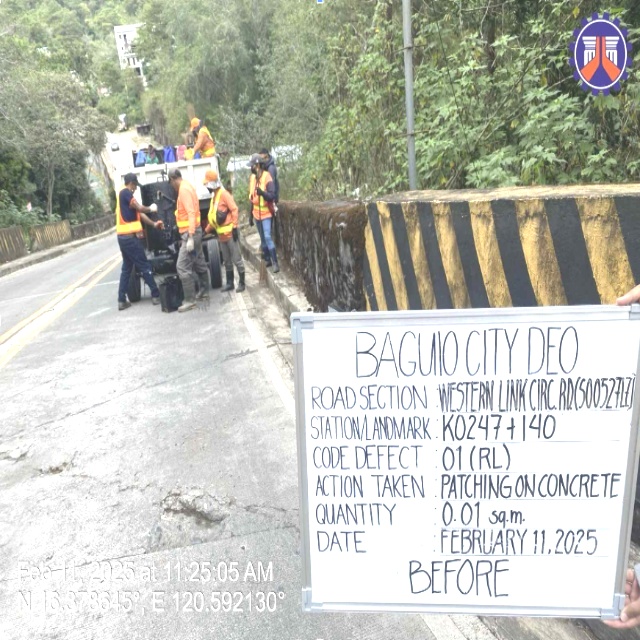 BAGUIO CITY DEO
ROAD SECTION : WESTERN LINK CIRC. RD(S00527LZ)
STATION/LANDMARK : K0247+140
CODE DEFECT : 01 (RL)
ACTION TAKEN : PATCHING ON CONCRETE
QUANTITY : 0.01 sq.m.
DATE : FEBRUARY 11, 2025
BEFORE
Feb 11, 2025 at 11:25:05 AM
N 16.378645°, E 120.592130°